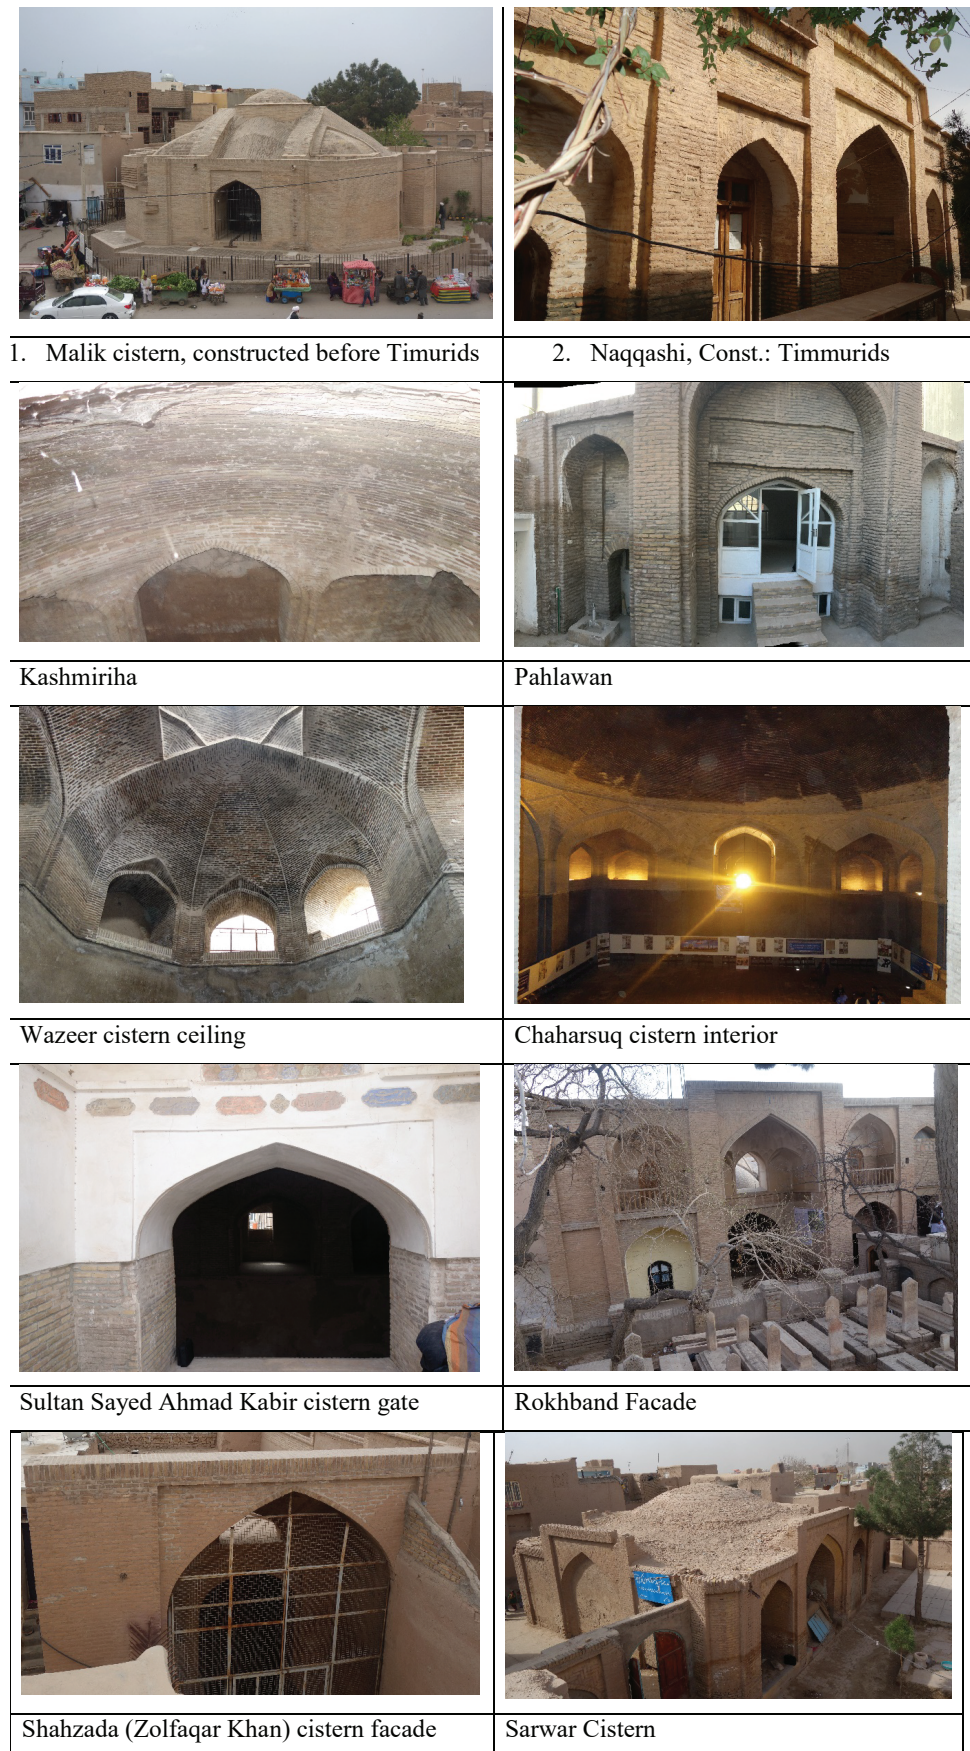 1. Malik cistern, constructed before Timurids
2. Naqqashi, Const.: Timmurids
Kashmiriha
Pahlawan
Wazeer cistern ceiling
Chaharsuq cistern interior
Sultan Sayed Ahmad Kabir cistern gate
Rokhband Facade
Shahzada (Zolfaqar Khan) cistern facade
Sarwar Cistern